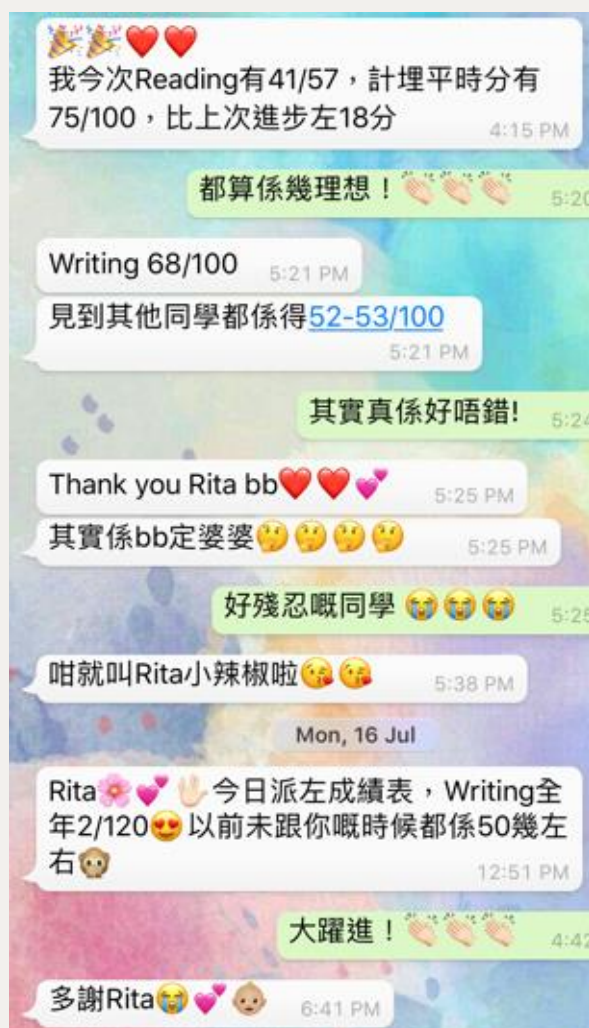 🎉🎉❤️❤️
我今次Reading有41/57，計埋平時分有
75/100，比上次進步左18分
4:15 PM
都算係幾理想！👏🏻👏🏻👏🏻
5:20
Writing 68/100
5:21 PM
見到其他同學都係得52-53/100
5:21 PM
其實真係好唔錯!
5:24
Thank you Rita bb❤️❤️💕
5:25 PM
其實係bb定婆婆🤔🤔🤔🤔
5:25 PM
好殘忍嘅同學 😭😭😭
5:25
咁就叫Rita小辣椒啦😘😘
5:38 PM
Mon, 16 Jul
Rita🌸💕🖖🏻今日派左成績表，Writing全
年2/120😍以前未跟你嘅時候都係50幾左
右🙊
12:51 PM
大躍進！👏🏻👏🏻👏🏻
4:42
多謝Rita😭💕👶🏼
6:41 PM